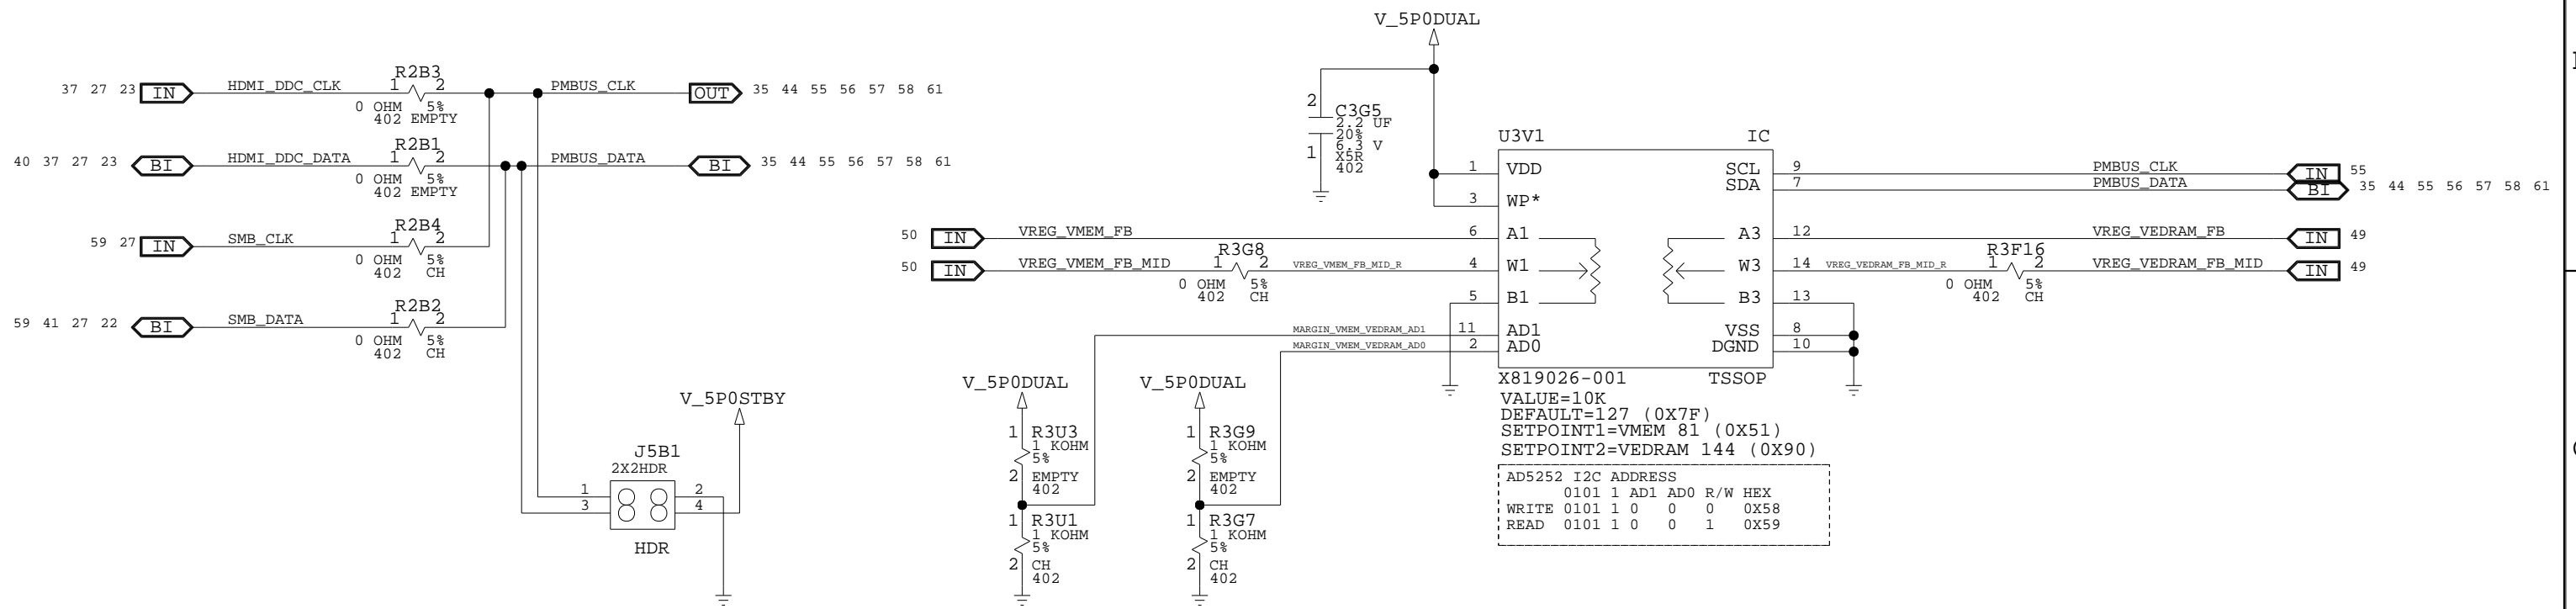 V_5P0DUAL
37 27 23 IN HDMI_DDC_CLK R2B3 1 2 PMBUS_CLK OUT 35 44 55 56 57 58 61
0 OHM 5%
402 EMPTY
40 37 27 23 BI HDMI_DDC_DATA R2B1 1 2 PMBUS_DATA BI 35 44 55 56 57 58 61
0 OHM 5%
402 EMPTY
59 27 IN SMB_CLK R2B4 1 2
0 OHM 5%
402 CH
59 41 27 22 BI SMB_DATA R2B2 1 2
0 OHM 5%
402 CH
V_5P0STBY
J5B1
2X2HDR
1 2
3 4
HDR
2 C3G5
2.2 UF
20%
6.3 V
1 X5R
402
U3V1 IC
1 VDD SCL 9 PMBUS_CLK IN 55
SDA 7 PMBUS_DATA BI 35 44 55 56 57 58 61
3 WP*
50 IN VREG_VMEM_FB 6 A1 A3 12 VREG_VEDRAM_FB IN 49
50 IN VREG_VMEM_FB_MID R3G8 1 2 VREG_VMEM_FB_MID_R 4 W1 W3 14 VREG_VEDRAM_FB_MID_R R3F16 1 2 VREG_VEDRAM_FB_MID IN 49
0 OHM 5% 0 OHM 5%
402 CH 402 CH
5 B1 B3 13
MARGIN_VMEM_VEDRAM_AD1 11 AD1 VSS 8
MARGIN_VMEM_VEDRAM_AD0 2 AD0 DGND 10
X819026-001 TSSOP
VALUE=10K
DEFAULT=127 (0X7F)
SETPOINT1=VMEM 81 (0X51)
SETPOINT2=VEDRAM 144 (0X90)
V_5P0DUAL V_5P0DUAL
1 R3U3 1 R3G9
1 KOHM 1 KOHM
5% 5%
2 EMPTY 2 EMPTY
402 402
1 R3U1 1 R3G7
1 KOHM 1 KOHM
5% 5%
2 CH 2 CH
402 402
AD5252 I2C ADDRESS
0101 1 AD1 AD0 R/W HEX
WRITE 0101 1 0 0 0 0X58
READ 0101 1 0 0 1 0X59